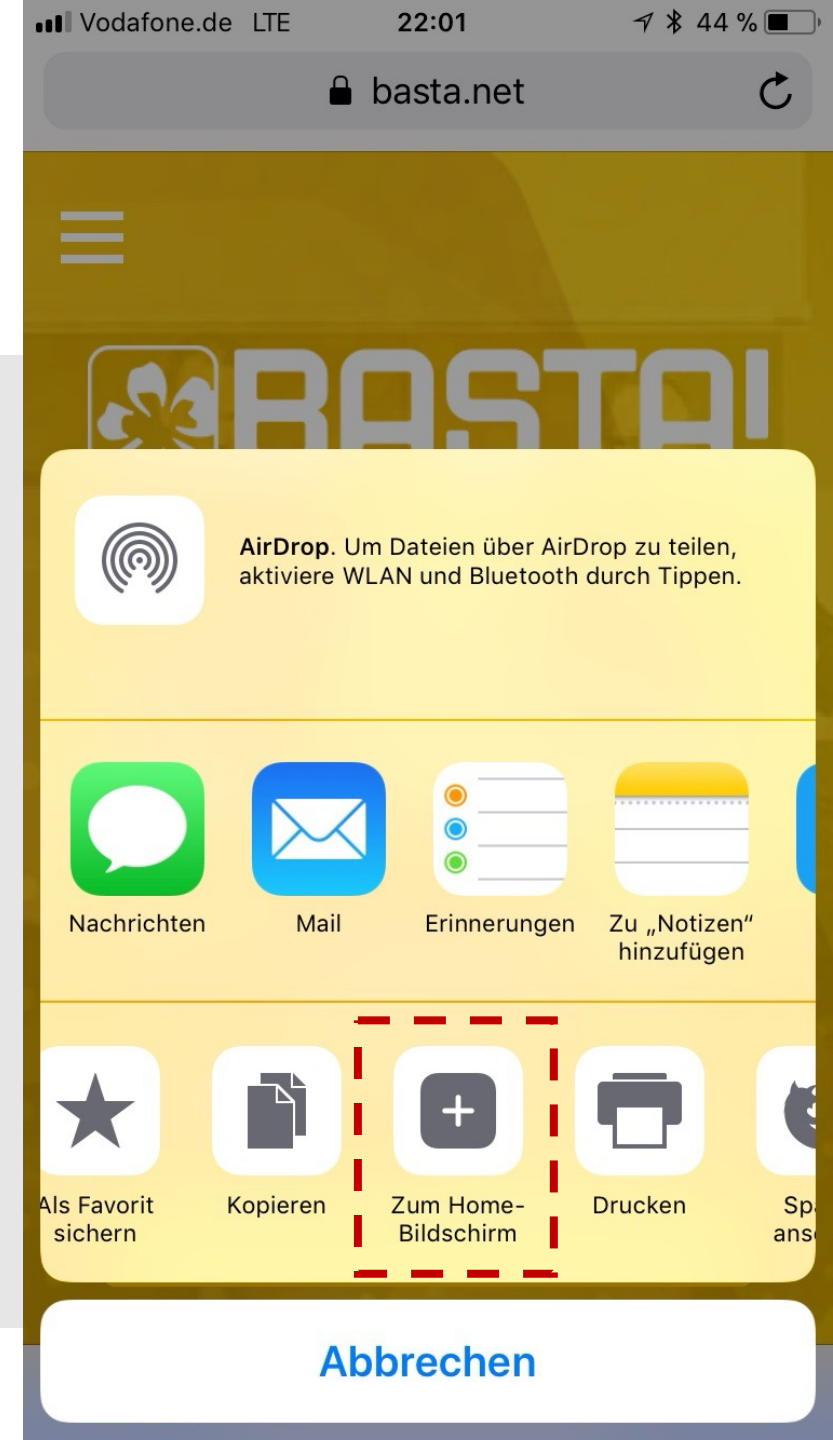 Vodafone.de LTE 22:01 44 %
basta.net
BASTA!
AirDrop. Um Dateien über AirDrop zu teilen,
aktiviere WLAN und Bluetooth durch Tippen.
Nachrichten Mail Erinnerungen Zu „Notizen“
hinzufügen
Als Favorit
sichern
Kopieren
Zum Home-
Bildschirm
Drucken
Abbrechen